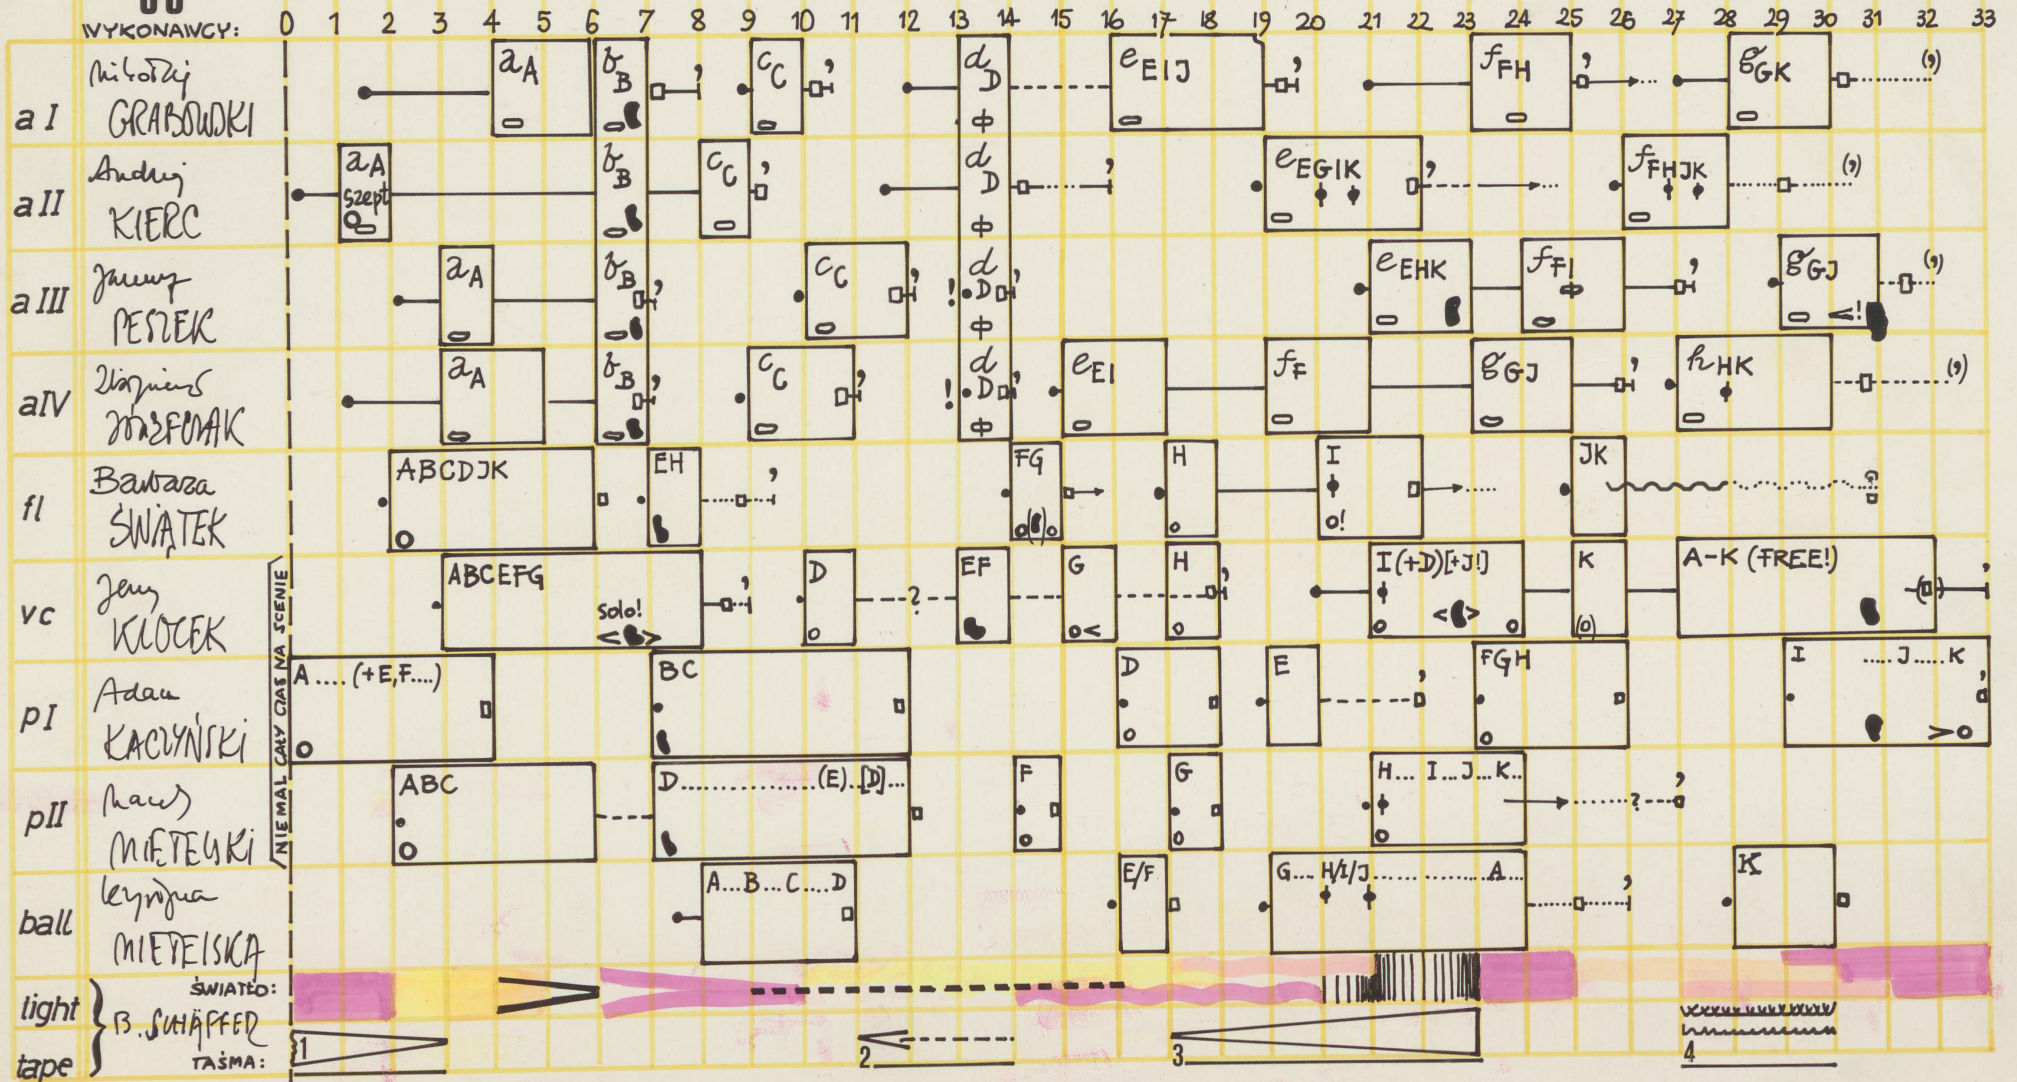 WYKONAWCY: 0 1 2 3 4 5 6 7 8 9 10 11 12 13 14 15 16 17 18 19 20 21 22 23 24 25 26 27 28 29 30 31 32 33
a I GRABOWSKI aA bB cC dD eEIJ fFH gGK
a II Andrzej KIERC aA szept bB cC dD eEGIK fFHJK
a III PESZEK aA bB cC ! dD eEHK fFI gGJ <!
a IV aA bB cC ! dD eEI fF gGJ hHK
fl Barbara ŚWIĄTEK ABCDJK EH FG H I o! JK
vc Jerzy KLOCEK ABCEFG solo! D ? EF G H I (+D)[+J!] K A-K (FREE!)
NIEMAL CAŁY CZAS NA SCENIE
pI Adam KACZYŃSKI A.... (+E,F....) BC D E FGH I ..... J ..... K
pII MIETELSKI ABC D.............(E)..[D]... F G H... I...J...K.. ?
ball Krystyna MIETELSKA A...B...C....D E/F G... H/I/J ... A... K
light ŚWIATŁO:
B. SCHÄFFER
tape TAŚMA: 1 2 3 4